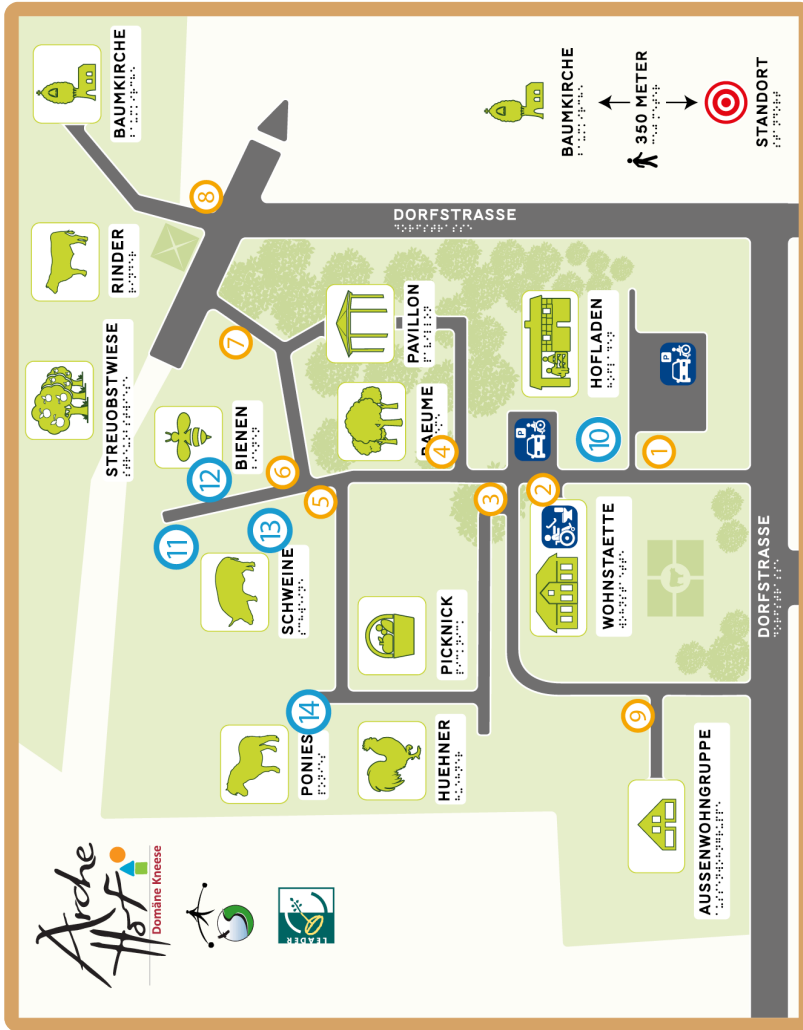 Arche
Hof
Domäne Kneese
LEADER
STREUOBSTWIESE
RINDER
BAUMKIRCHE
11
12
BIENEN
7
8
13
6
SCHWEINE
14
PONIES
5
PAVILLON
BAEUME
4
DORFSTRASSE
HUEHNER
PICKNICK
3
P
2
10
HOFLADEN
WOHNSTAETTE
9
1
P
AUSSENWOHNGRUPPE
DORFSTRASSE
BAUMKIRCHE
350 METER
STANDORT